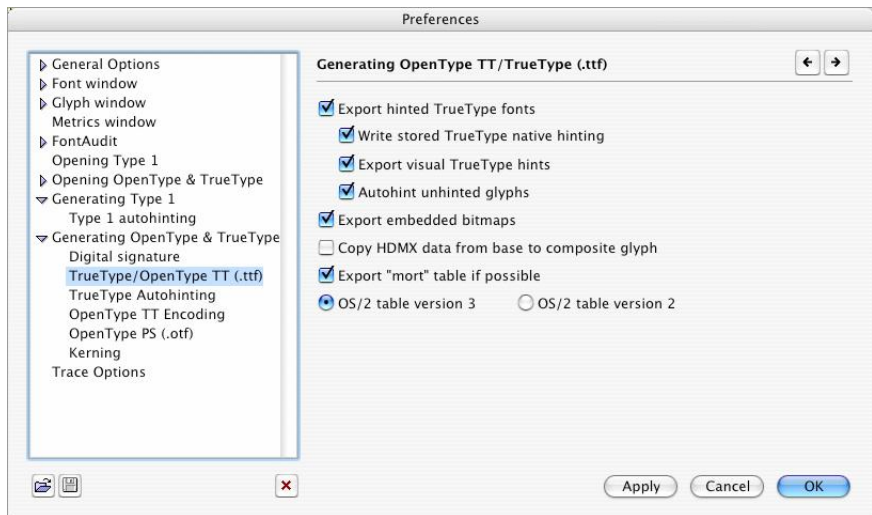 Preferences
General Options
Font window
Glyph window
Metrics window
FontAudit
Opening Type 1
Opening OpenType & TrueType
Generating Type 1
Type 1 autohinting
Generating OpenType & TrueType
Digital signature
TrueType/OpenType TT (.ttf)
TrueType Autohinting
OpenType TT Encoding
OpenType PS (.otf)
Kerning
Trace Options
Generating OpenType TT/TrueType (.ttf)
Export hinted TrueType fonts
Write stored TrueType native hinting
Export visual TrueType hints
Autohint unhinted glyphs
Export embedded bitmaps
Copy HDMX data from base to composite glyph
Export "mort" table if possible
OS/2 table version 3 OS/2 table version 2
Apply Cancel OK